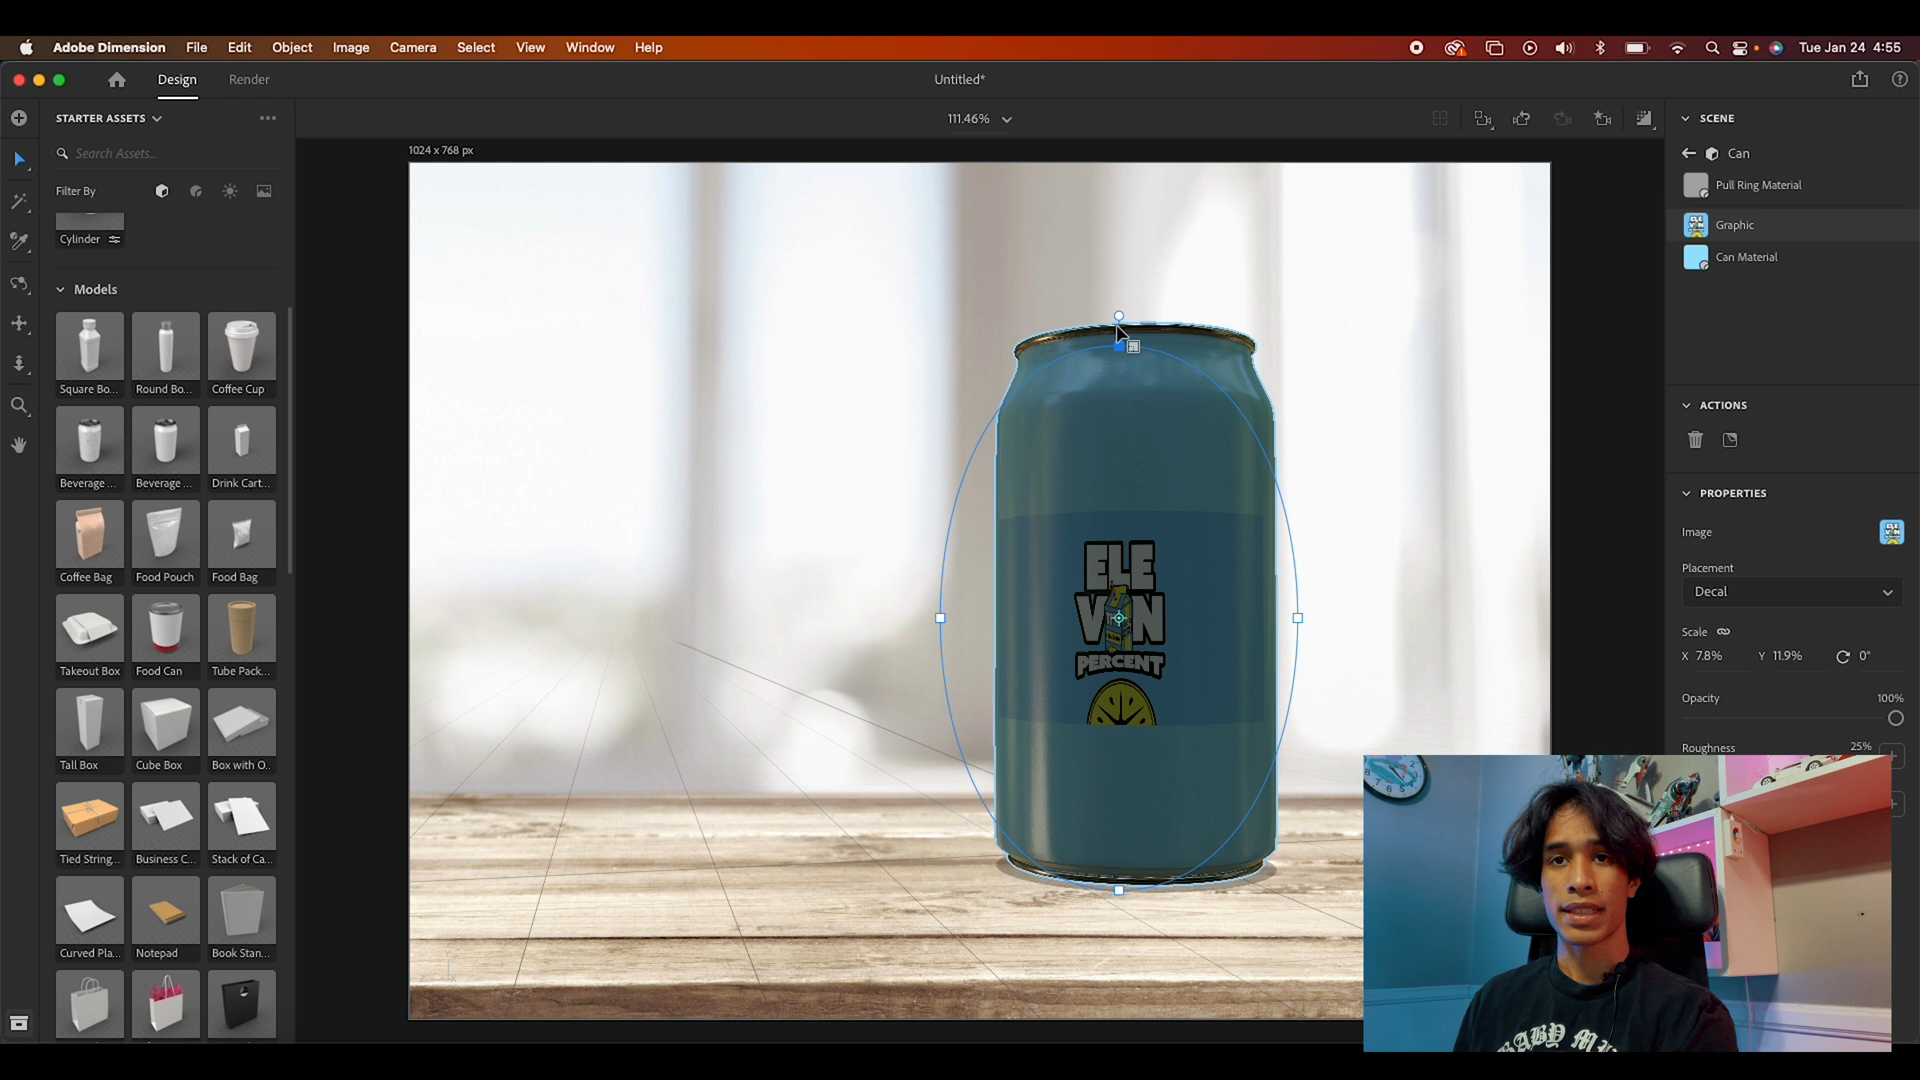 Adobe Dimension File Edit Object Image Camera Select View Window Help
Tue Jan 24 4:55
Design Render
Untitled*
STARTER ASSETS
111.46%
Search Assets...
Filter By
Cylinder
Models
Square Bo... Round Bo... Coffee Cup
Beverage ... Beverage ... Drink Cart...
Coffee Bag Food Pouch Food Bag
Takeout Box Food Can Tube Pack...
Tall Box Cube Box Box with O..
Tied String... Business C... Stack of Ca...
Curved Pla... Notepad Book Stan...
1024 x 768 px
ELE
VEN
PERCENT
SCENE
Can
Pull Ring Material
Graphic
Can Material
ACTIONS
PROPERTIES
Image
Placement
Decal
Scale
X 7.8% Y 11.9% 0°
Opacity 100%
Roughness 25%